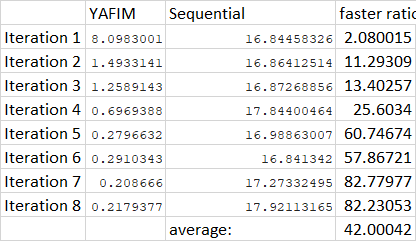 YAFIM Sequential faster ratio
Iteration 1 8.0983001 16.84458326 2.080015
Iteration 2 1.4933141 16.86412514 11.29309
Iteration 3 1.2589143 16.87268856 13.40257
Iteration 4 0.6969388 17.84400464 25.6034
Iteration 5 0.2796632 16.98863007 60.74674
Iteration 6 0.2910343 16.841342 57.86721
Iteration 7 0.208666 17.27332495 82.77977
Iteration 8 0.2179377 17.92113165 82.23053
average: 42.00042